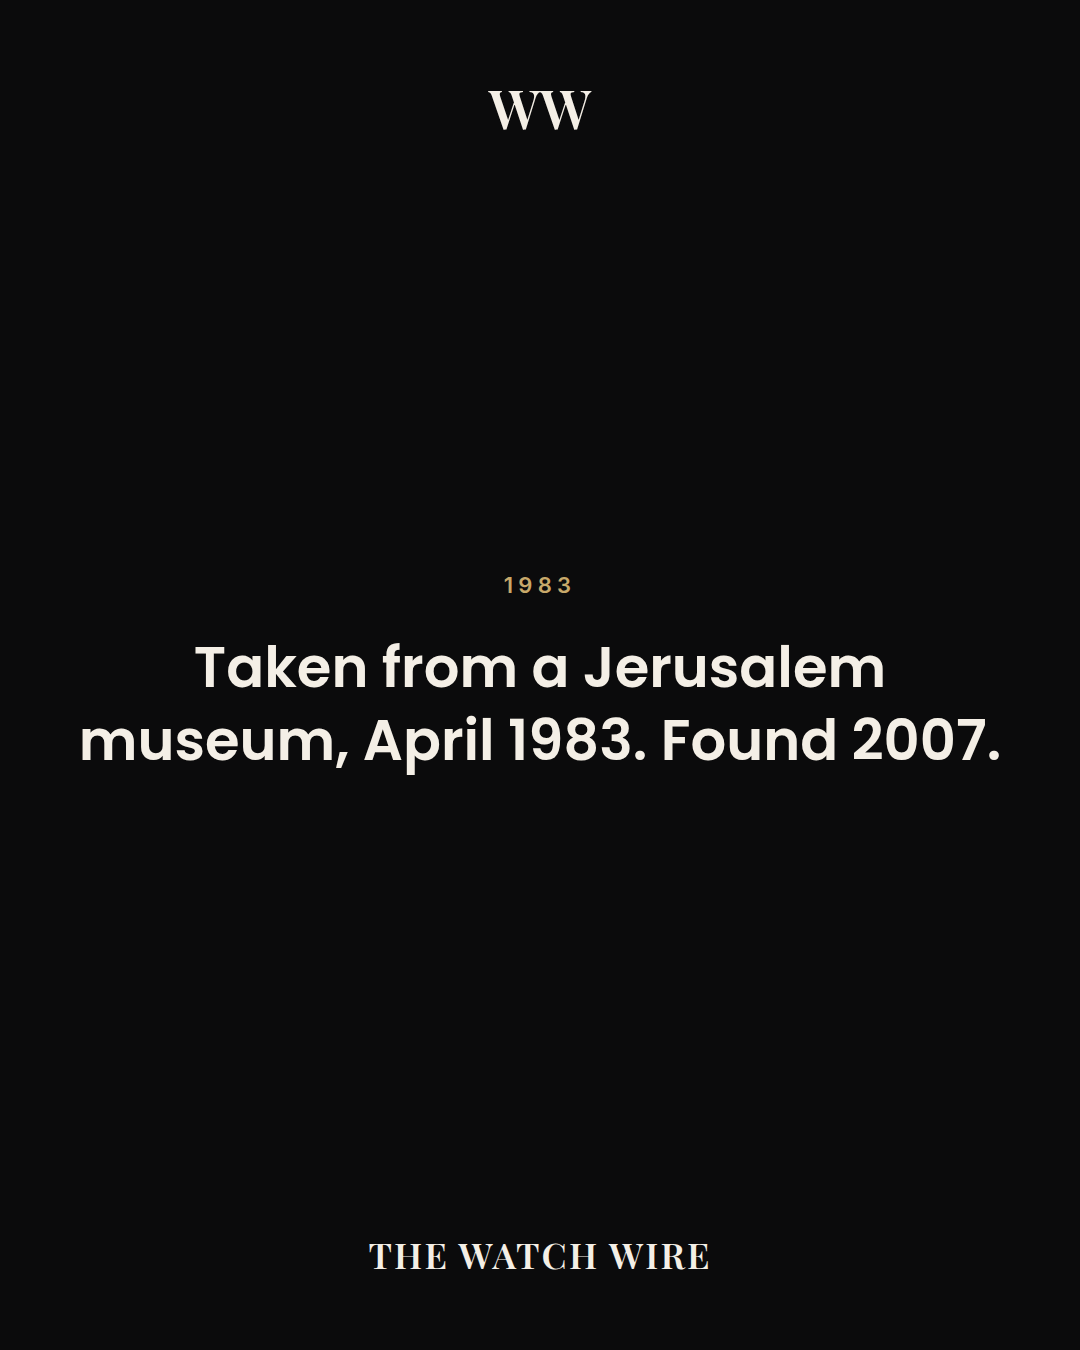 WW
1983
Taken from a Jerusalem
museum, April 1983. Found 2007.
THE WATCH WIRE